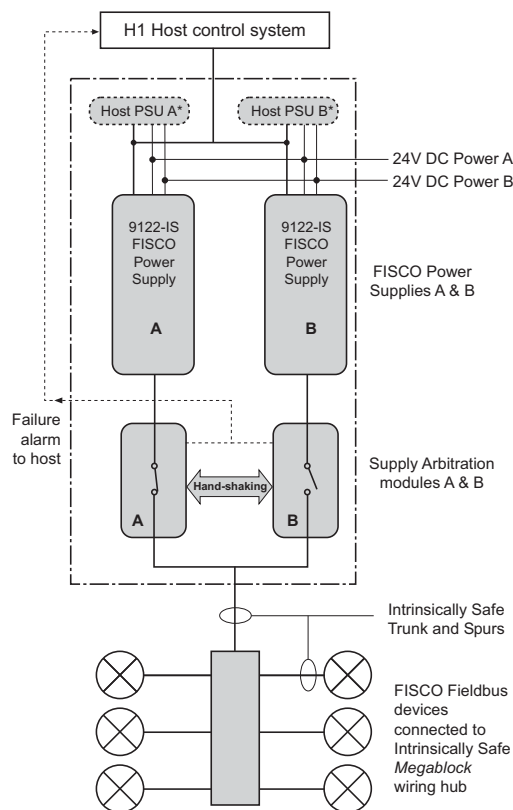 H1 Host control system
Host PSU A*
Host PSU B*
24V DC Power A
24V DC Power B
9122-IS
FISCO
Power
Supply
A
9122-IS
FISCO
Power
Supply
B
FISCO Power
Supplies A & B
Failure
alarm
to host
Hand-shaking
A
B
Supply Arbitration
modules A & B
Intrinsically Safe
Trunk and Spurs
FISCO Fieldbus
devices
connected to
Intrinsically Safe
Megablock
wiring hub